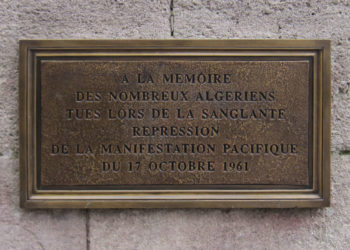 A LA MEMOIRE
DES NOMBREUX ALGERIENS
TUES LORS DE LA SANGLANTE
REPRESSION
DE LA MANIFESTATION PACIFIQUE
DU 17 OCTOBRE 1961